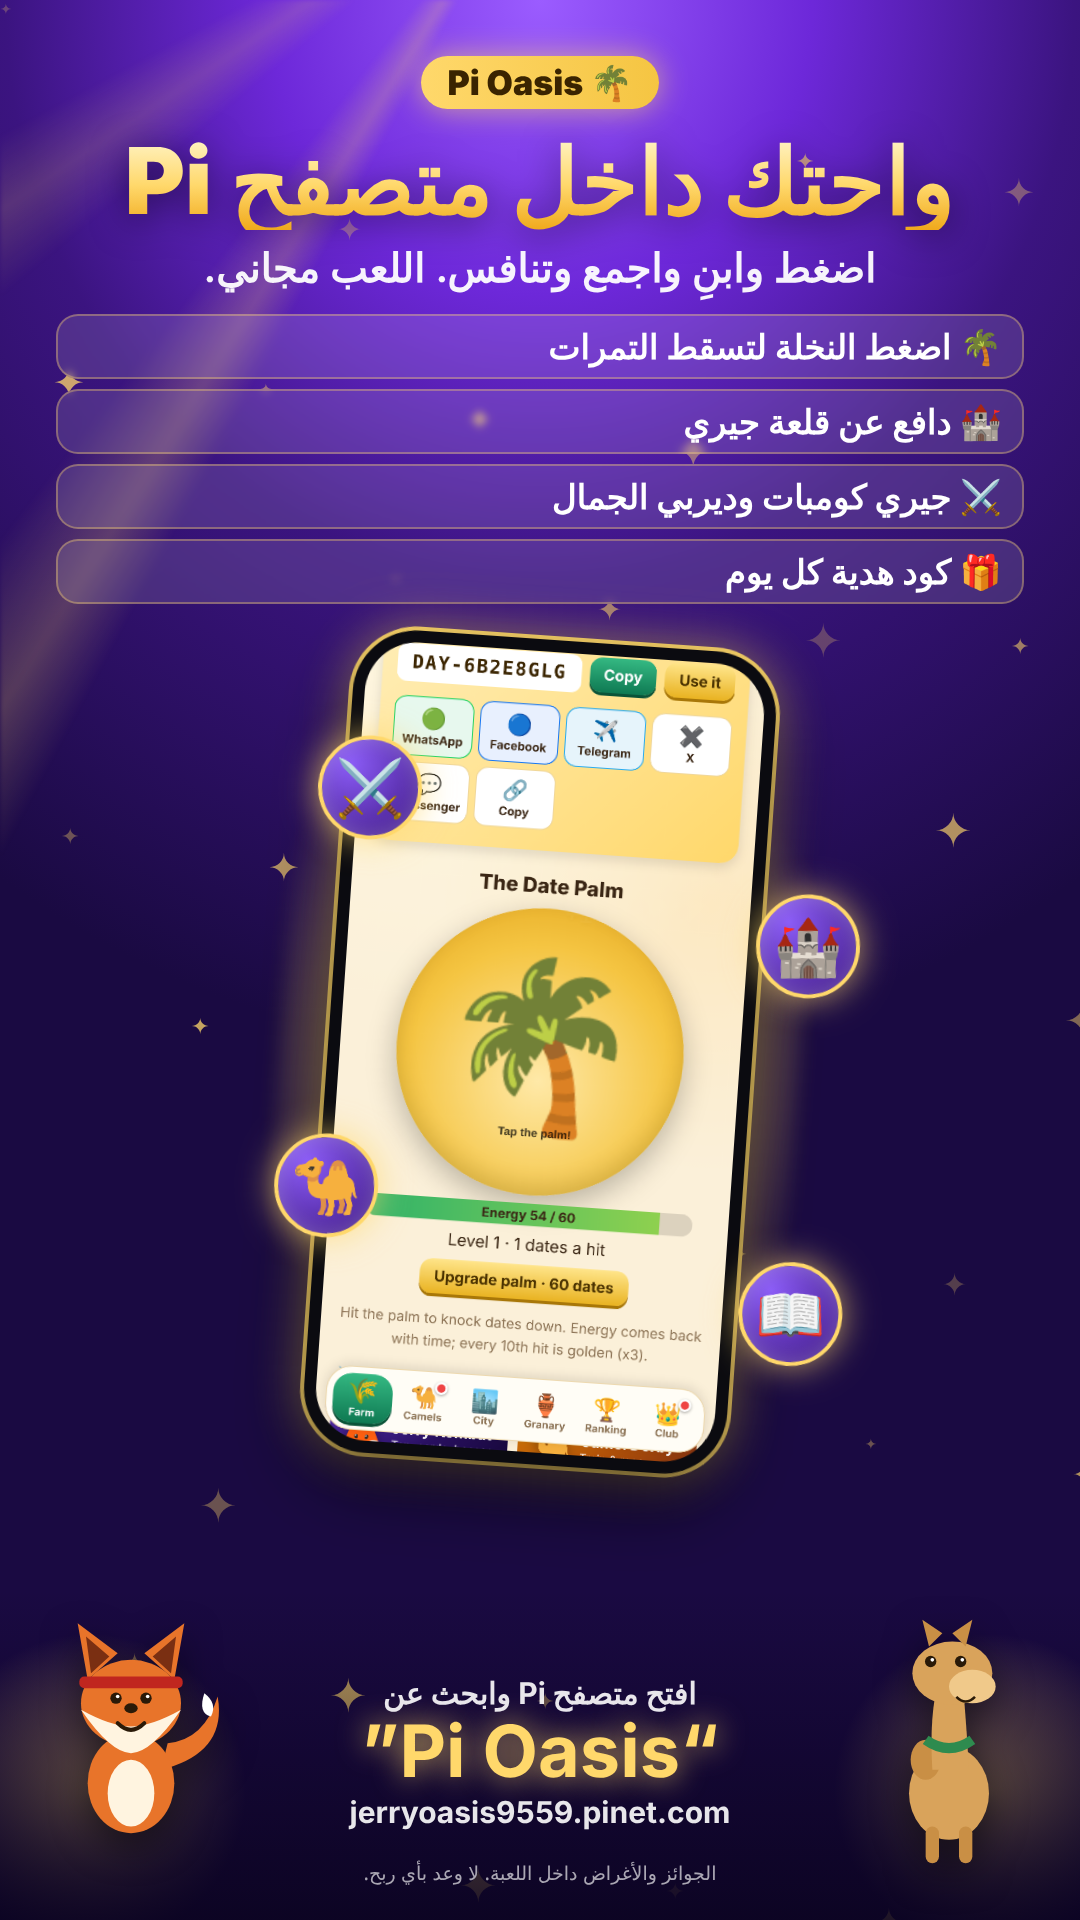 Pi Oasis 🌴
واحتك داخل متصفح Pi
اضغط وابنِ واجمع وتنافس. اللعب مجاني.
🌴 اضغط النخلة لتسقط التمرات
🏰 دافع عن قلعة جيري
⚔️ جيري كومبات وديربي الجمال
🎁 كود هدية كل يوم
DAY-6B2E8GLG Copy Use it
WhatsApp Facebook Telegram X
senger Copy
The Date Palm
Tap the palm!
Energy 54 / 60
Level 1 · 1 dates a hit
Upgrade palm · 60 dates
Hit the palm to knock dates down. Energy comes back
with time; every 10th hit is golden (x3).
Farm Camels City Granary Ranking Club
افتح متصفح Pi وابحث عن
“Pi Oasis”
jerryoasis9559.pinet.com
الجوائز والأغراض داخل اللعبة. لا وعد بأي ربح.